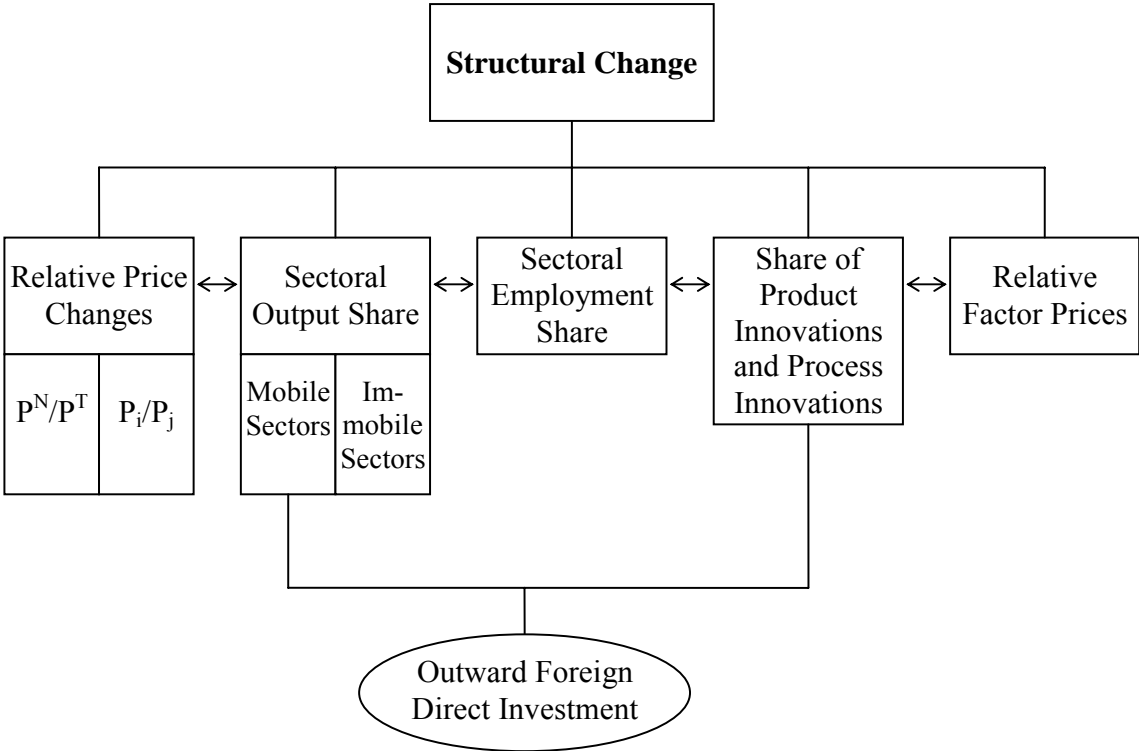 Structural Change
Relative Price
Changes
P^N/P^T
P_i/P_j
Sectoral
Output Share
Mobile
Sectors
Im-
mobile
Sectors
Sectoral
Employment
Share
Share of
Product
Innovations
and Process
Innovations
Relative
Factor Prices
Outward Foreign
Direct Investment